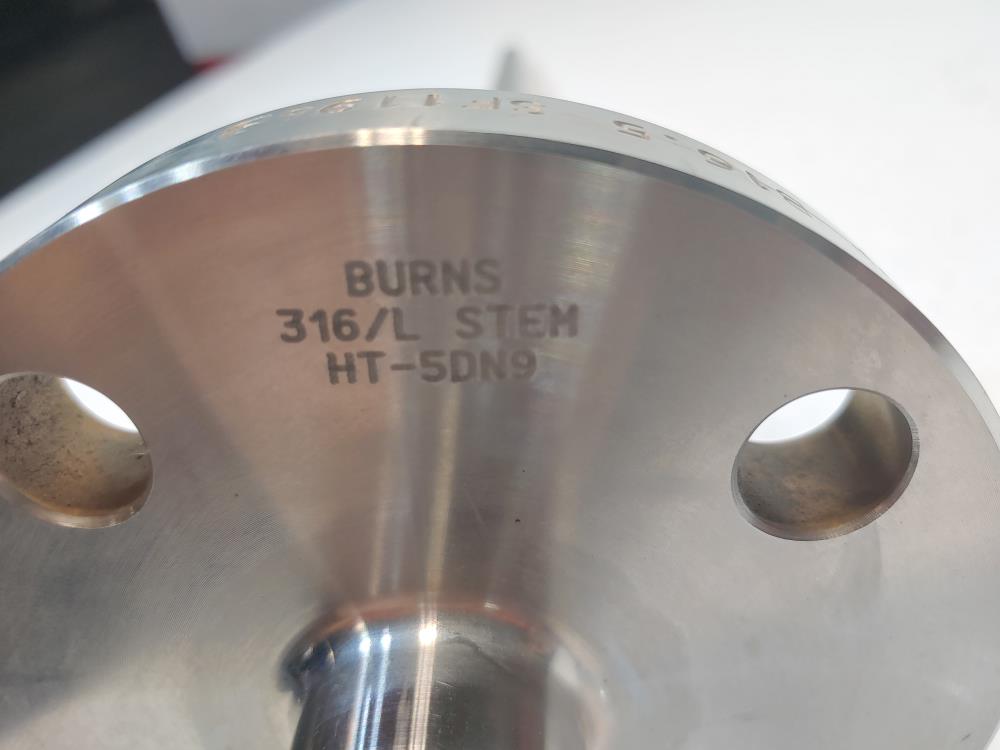 BURNS
316/L STEM
HT-5DN9